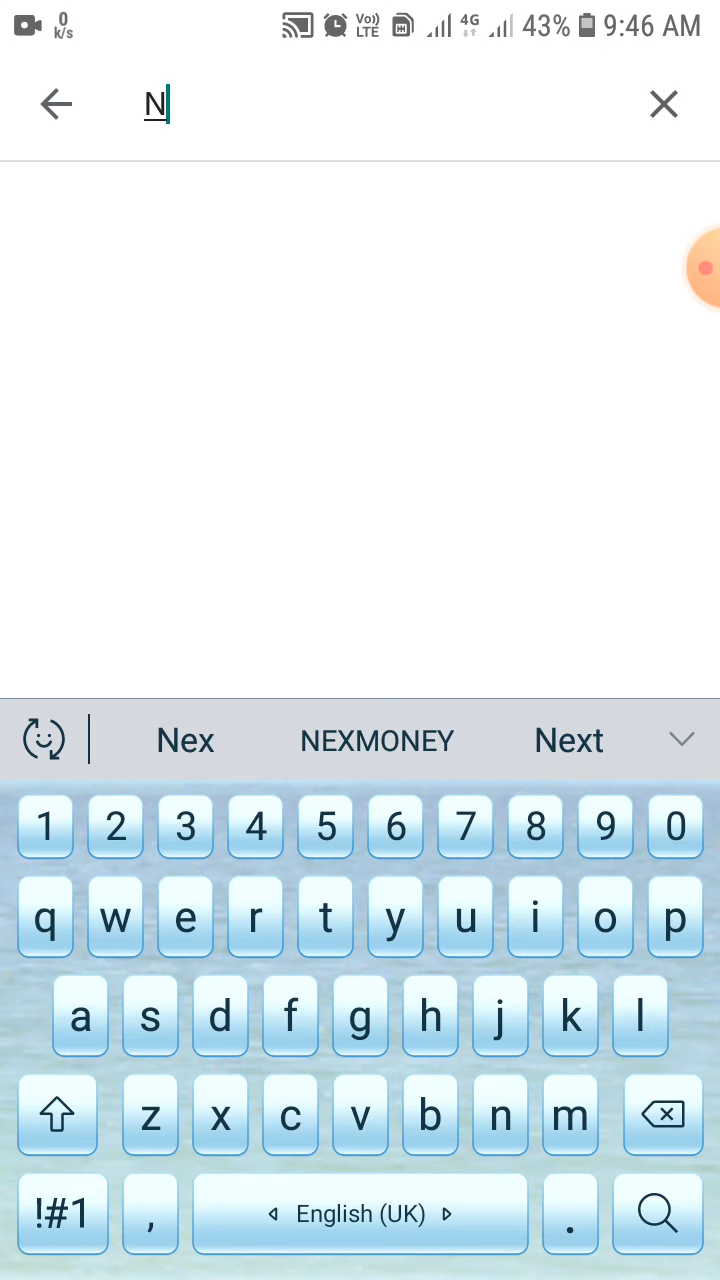 0 k/s Vo)) LTE 4G 43% 9:46 AM
N
Nex NEXMONEY Next
1 2 3 4 5 6 7 8 9 0
q w e r t y u i o p
a s d f g h j k l
z x c v b n m
!#1 , English (UK) .